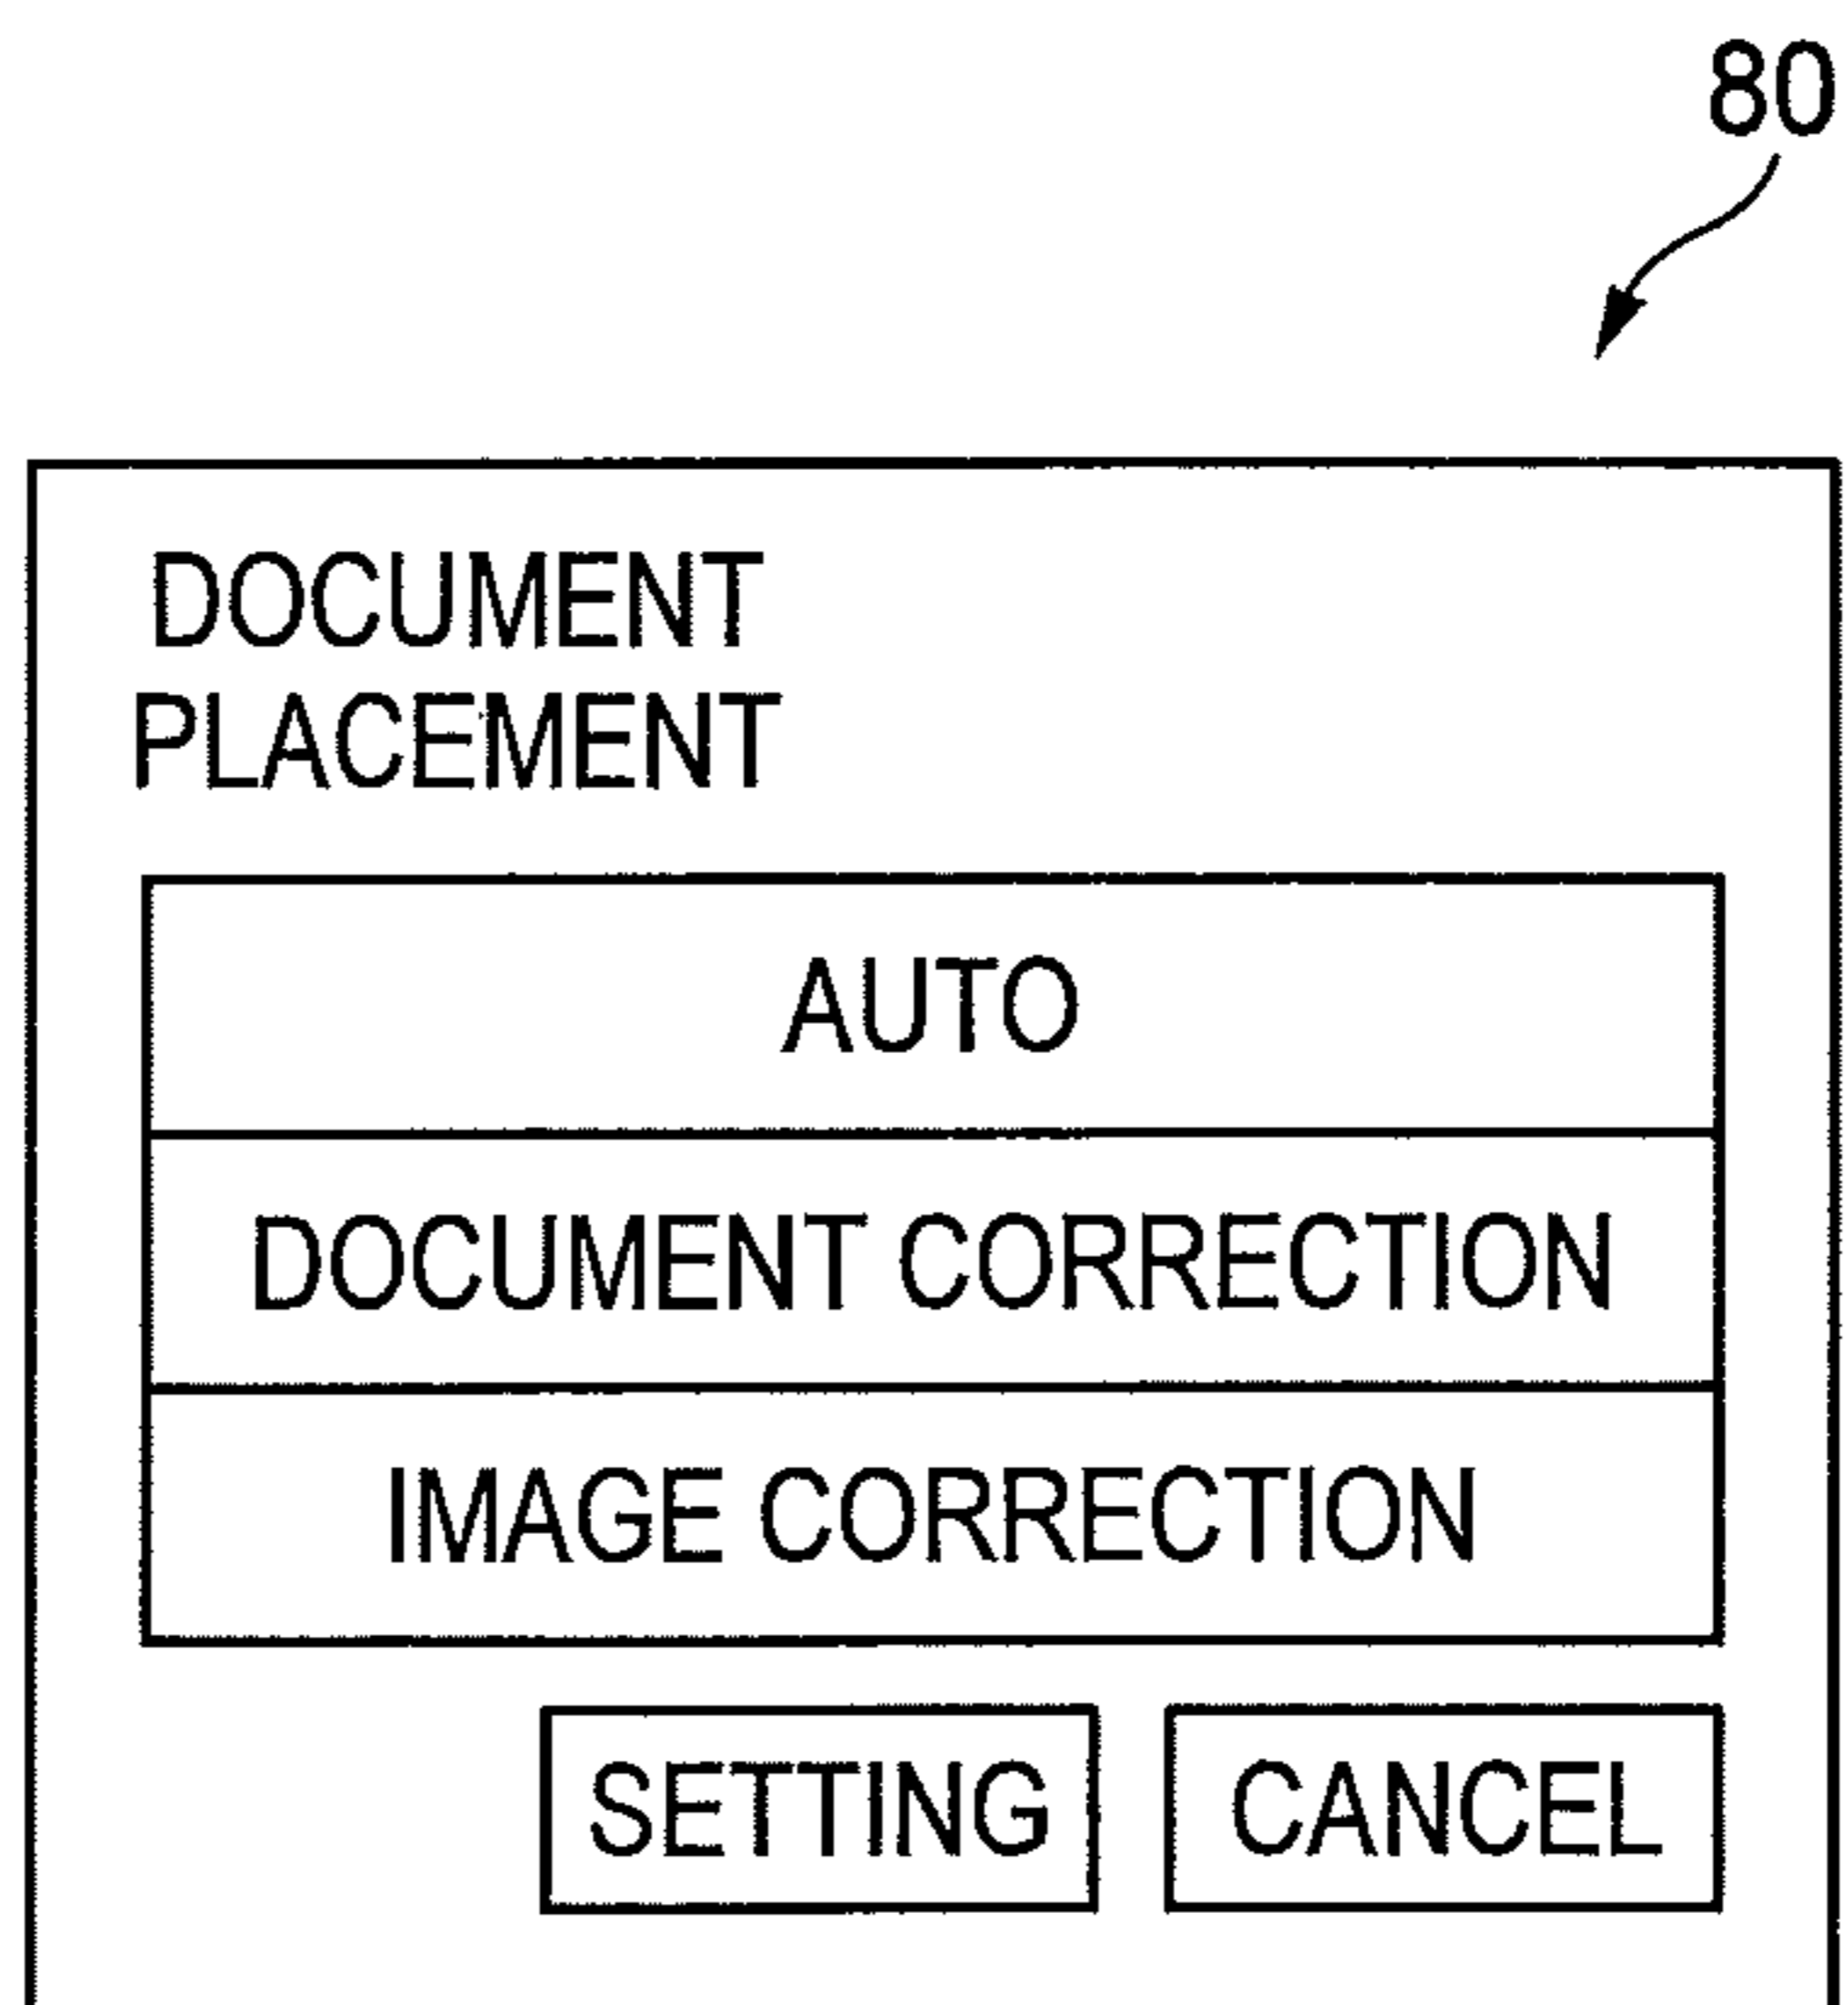 80
DOCUMENT
PLACEMENT
AUTO
DOCUMENT CORRECTION
IMAGE CORRECTION
SETTING CANCEL